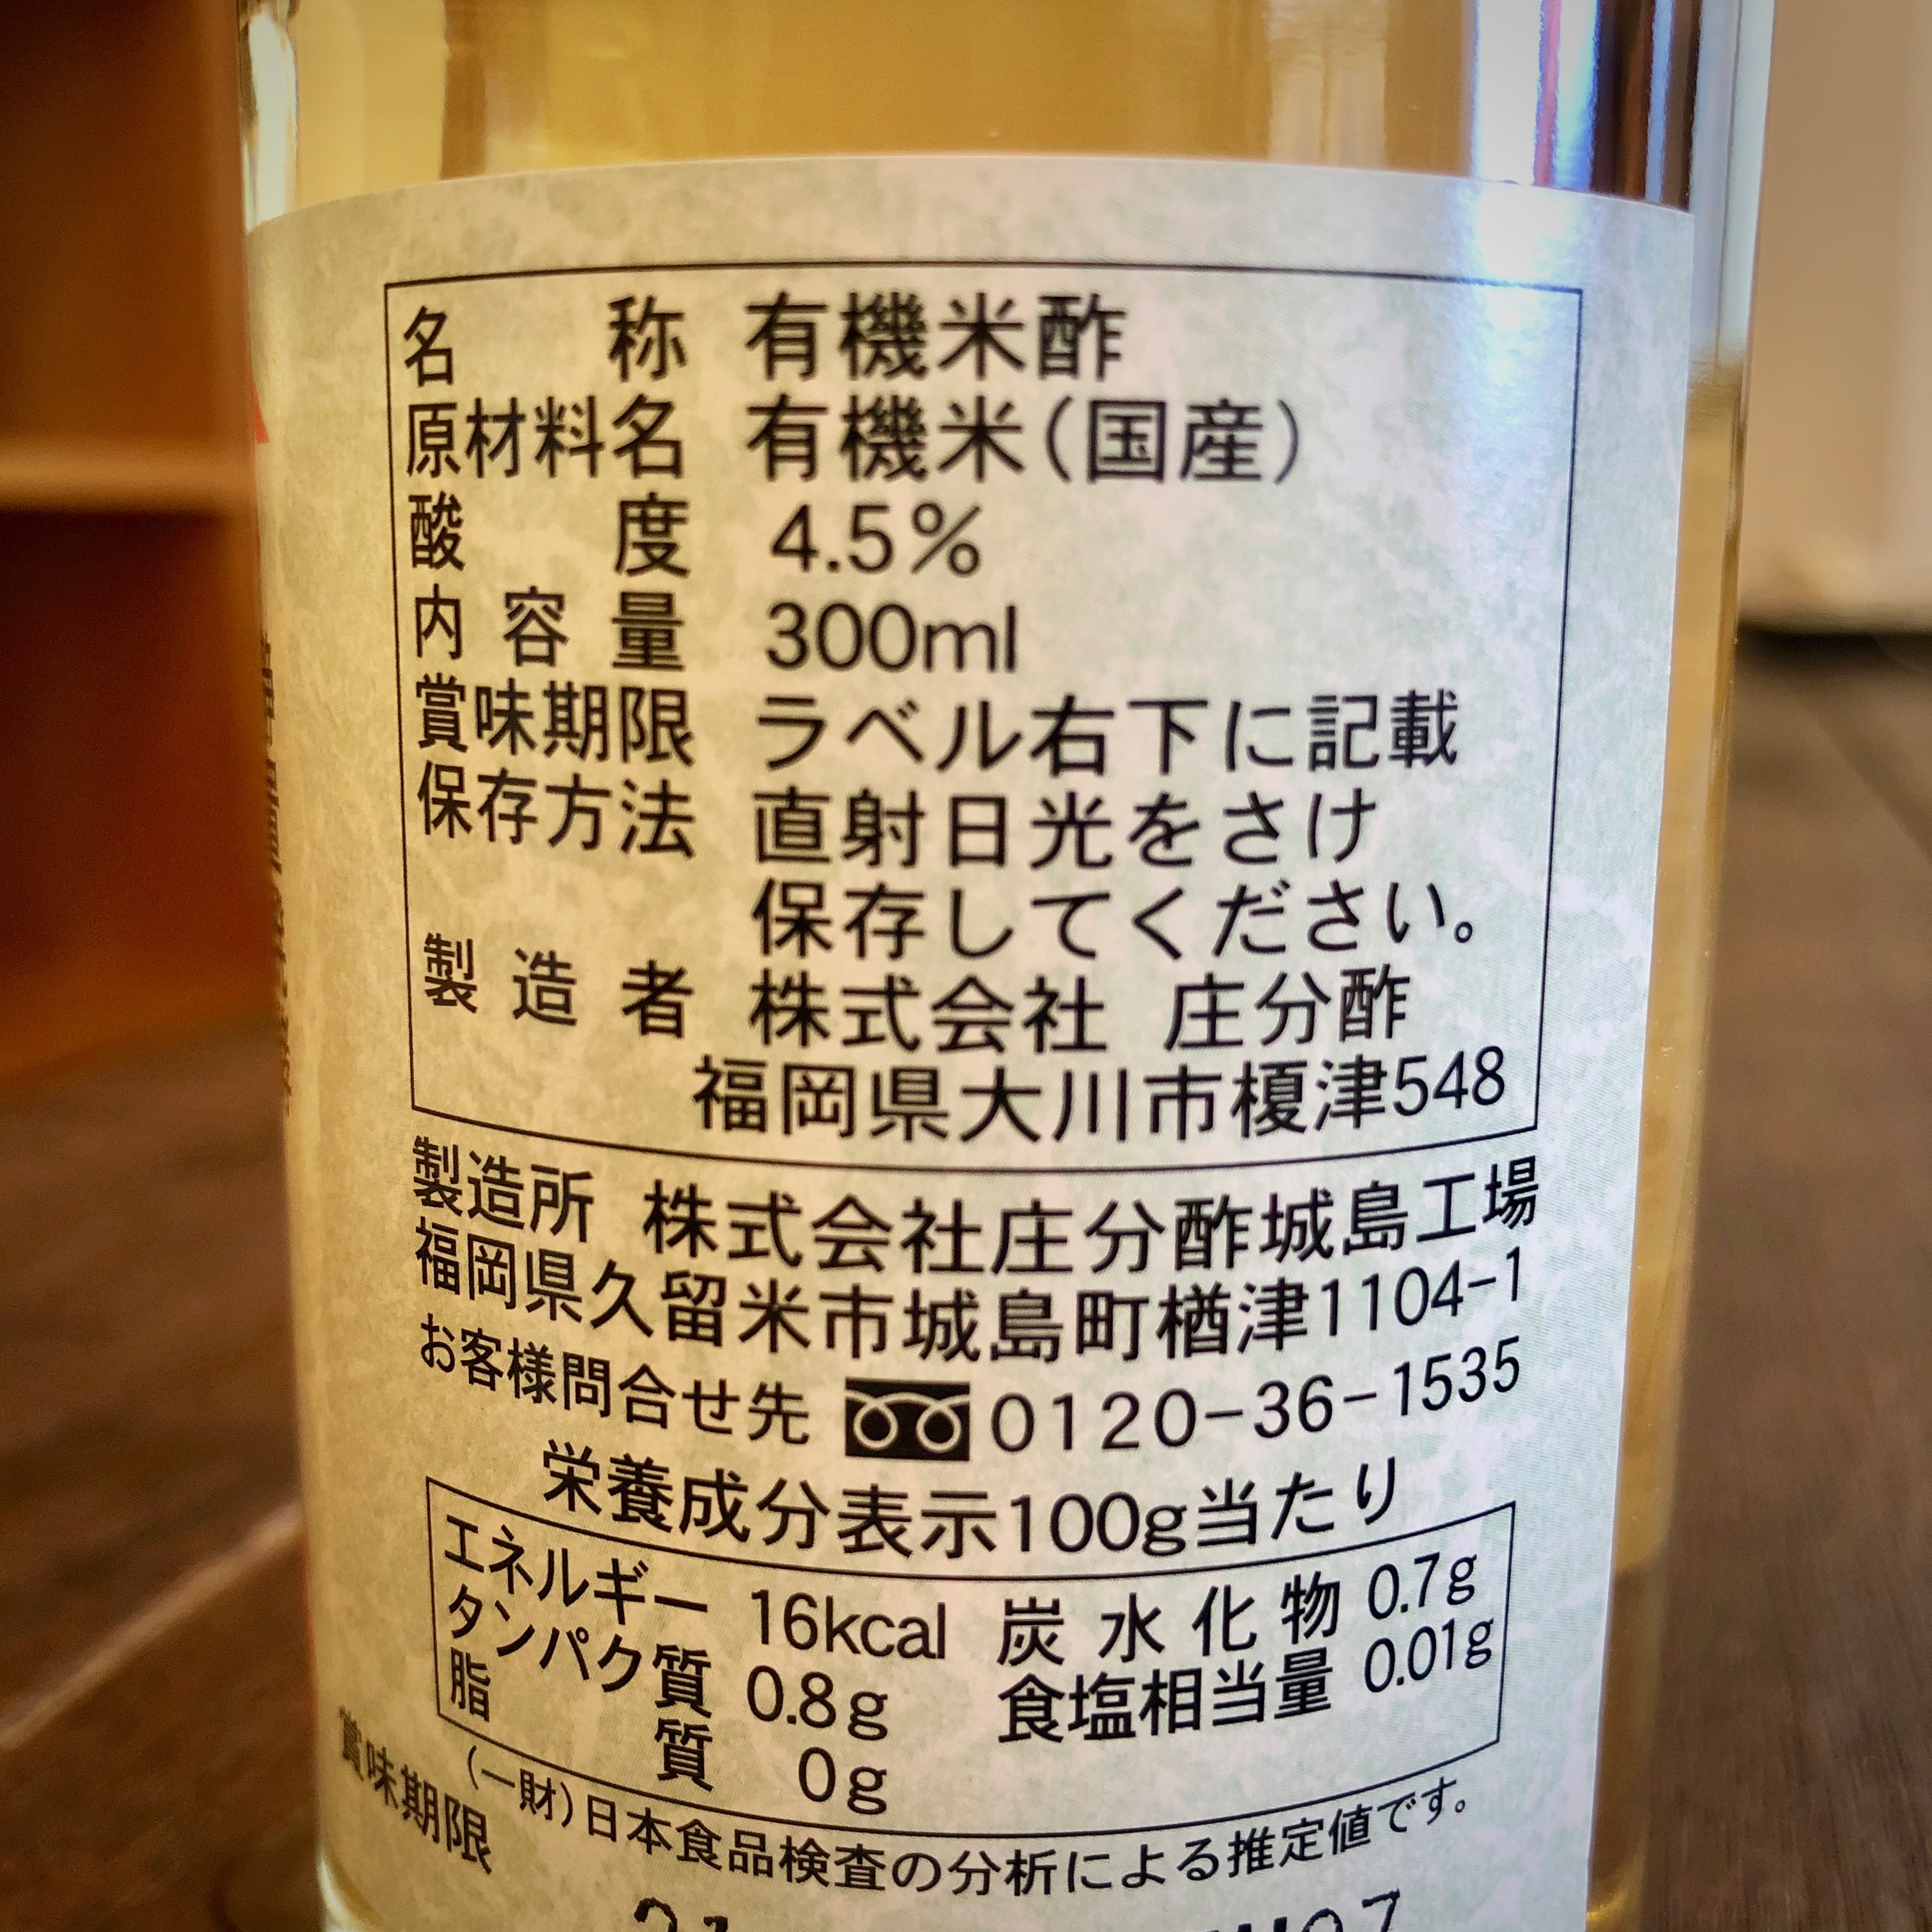 名称 有機米酢
原材料名 有機米(国産)
酸度 4.5%
内容量 300ml
賞味期限 ラベル右下に記載
保存方法 直射日光をさけ
保存してください。
製造者 株式会社 庄分酢
福岡県大川市榎津548
製造所 株式会社庄分酢城島工場
福岡県久留米市城島町楢津1104-1
お客様問合せ先 0120-36-1535
栄養成分表示100g当たり
エネルギー 16kcal 炭水化物 0.7g
タンパク質 0.8g 食塩相当量 0.01g
脂質 0g
(一財)日本食品検査の分析による推定値です。
賞味期限